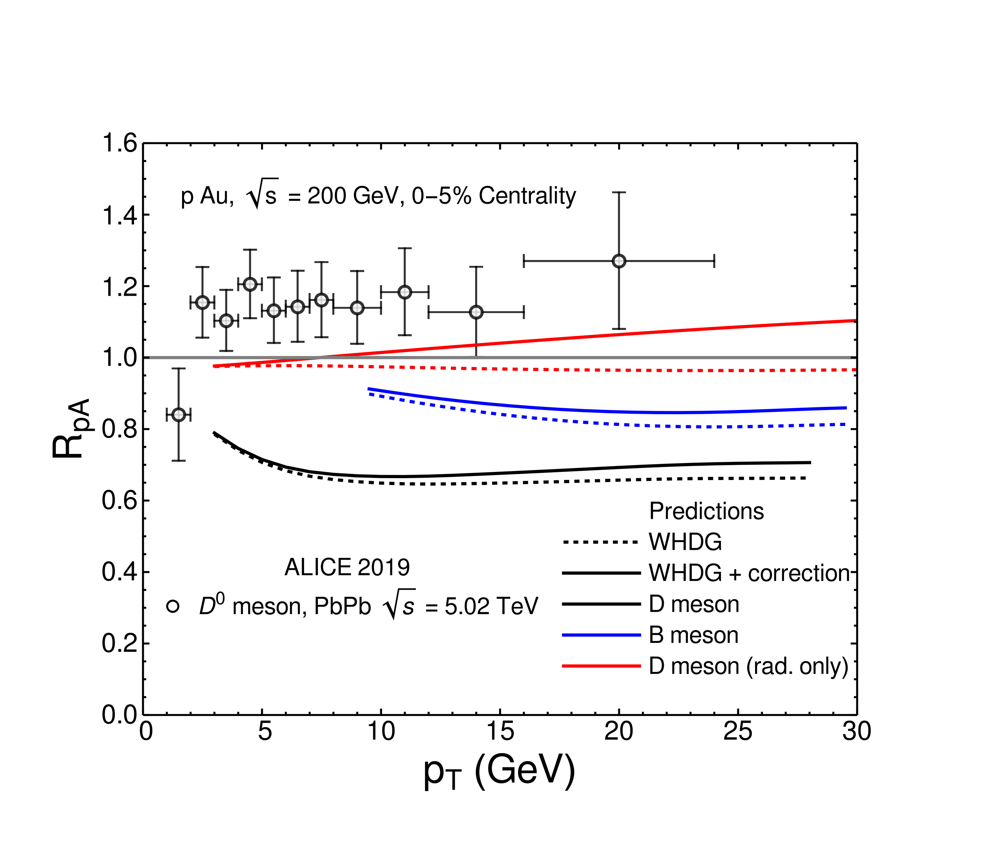 1.6
p Au, √s = 200 GeV, 0–5% Centrality
1.4
1.2
1.0
R_pA
0.8
0.6
Predictions
WHDG
0.4
ALICE 2019
WHDG + correction
D⁰ meson, PbPb √s = 5.02 TeV
D meson
0.2
B meson
D meson (rad. only)
0.0
0 5 10 15 20 25 30
p_T (GeV)